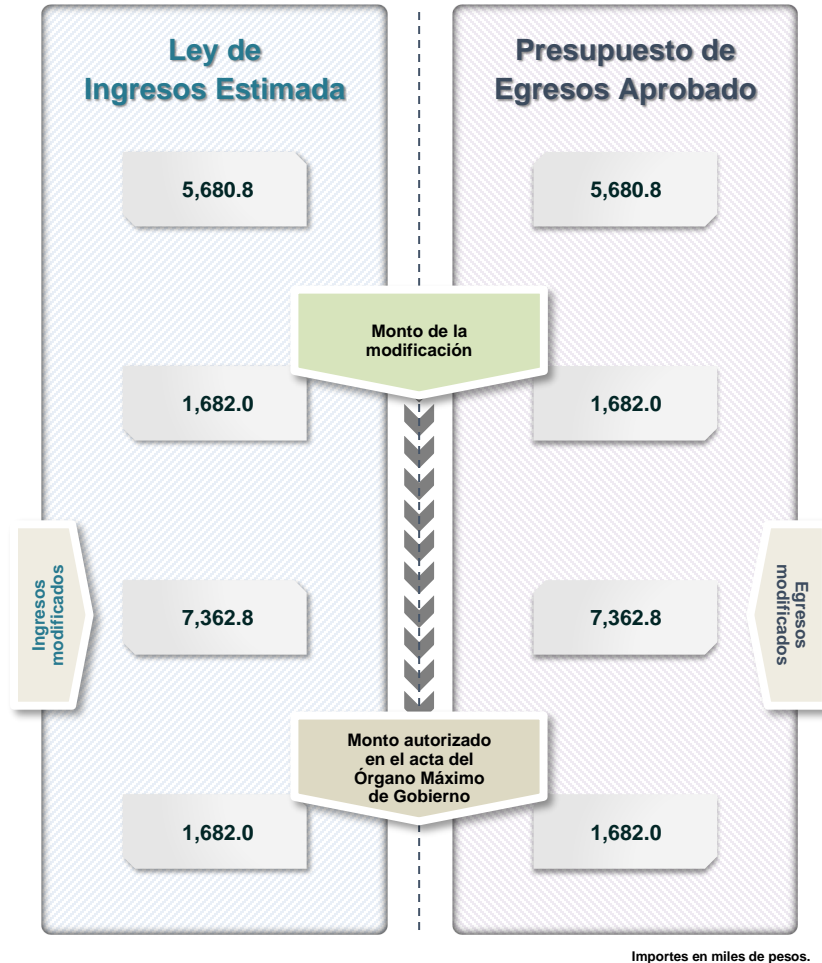 Ley de
Ingresos Estimada
Presupuesto de
Egresos Aprobado
5,680.8
5,680.8
Monto de la
modificación
1,682.0
1,682.0
Ingresos
modificados
7,362.8
7,362.8
Egresos
modificados
Monto autorizado
en el acta del
Órgano Máximo
de Gobierno
1,682.0
1,682.0
Importes en miles de pesos.